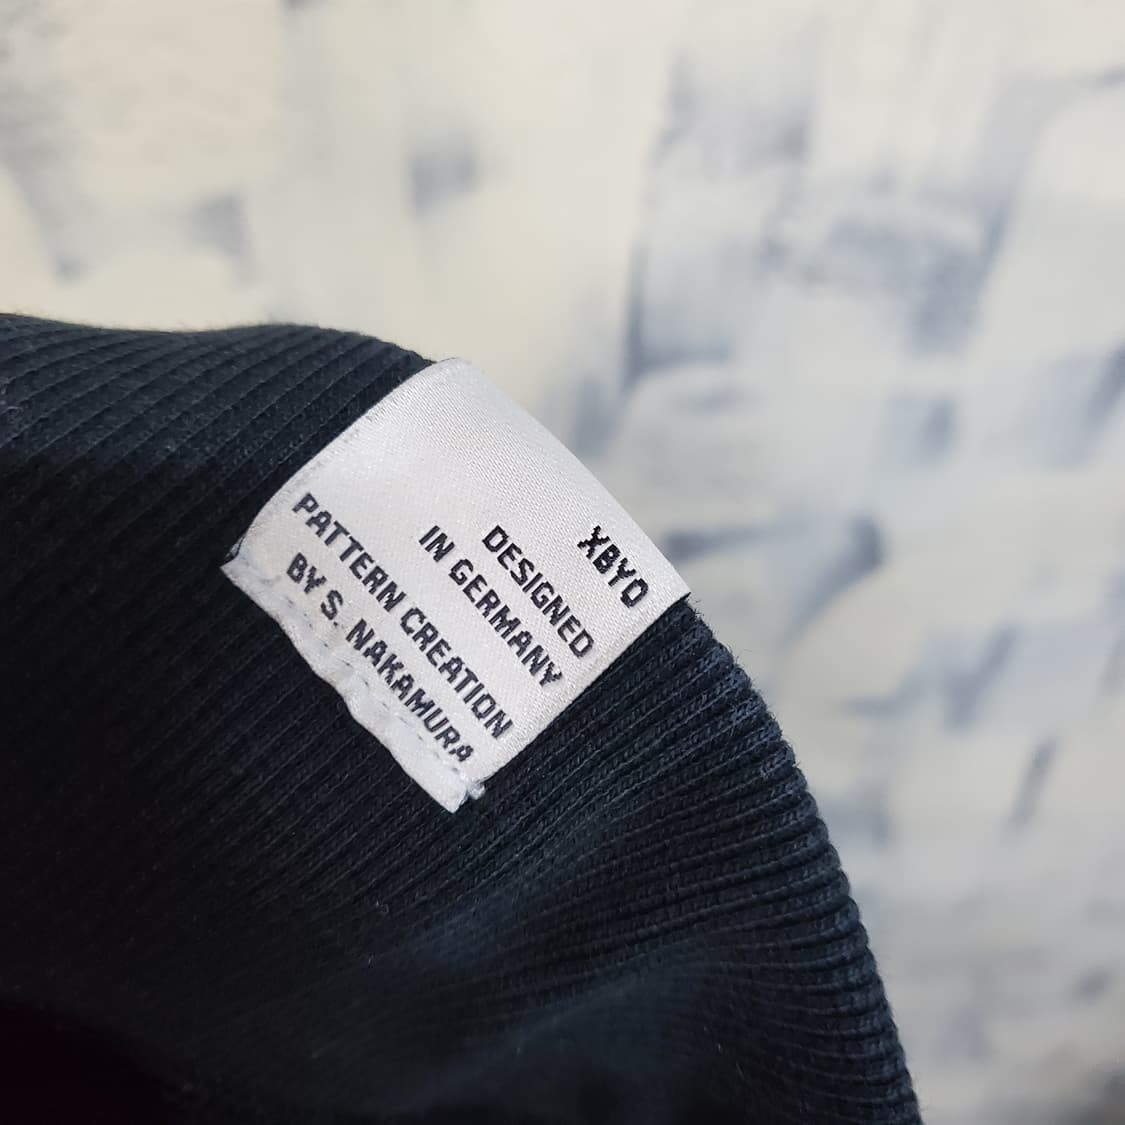 XBYO
DESIGNED
IN GERMANY
PATTERN CREATION
BY S. NAKAMURA